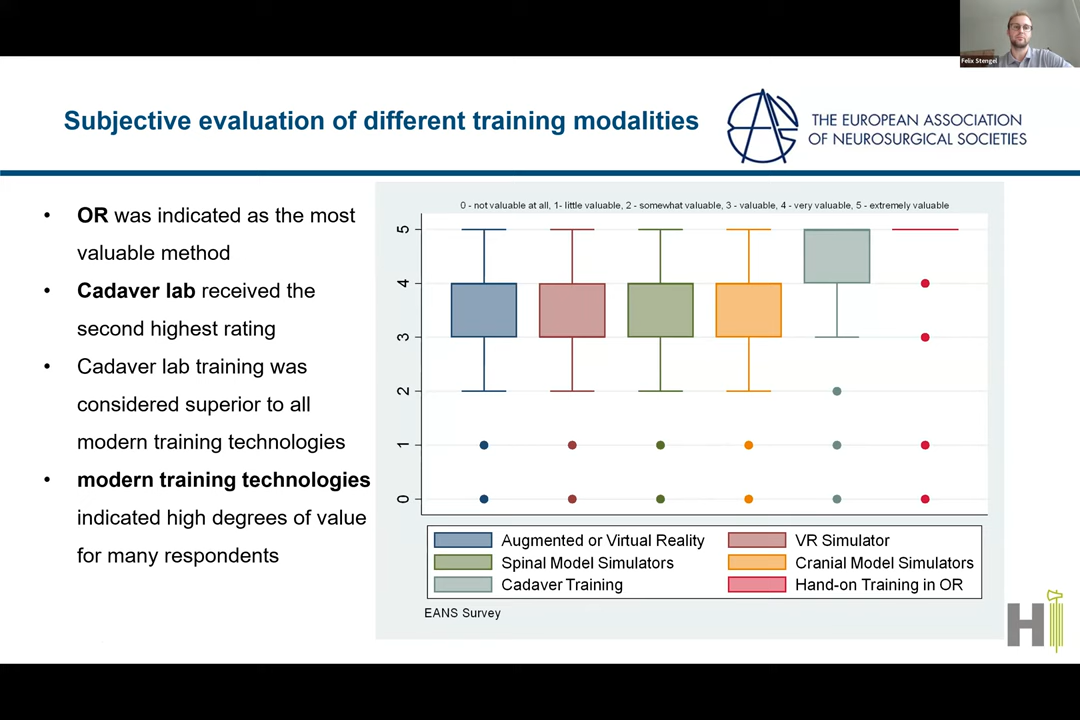 Felix Stengel
Subjective evaluation of different training modalities
THE EUROPEAN ASSOCIATION
OF NEUROSURGICAL SOCIETIES
• OR was indicated as the most
valuable method
• Cadaver lab received the
second highest rating
• Cadaver lab training was
considered superior to all
modern training technologies
• modern training technologies
indicated high degrees of value
for many respondents
0 - not valuable at all, 1- little valuable, 2 - somewhat valuable, 3 - valuable, 4 - very valuable, 5 - extremely valuable
5
4
3
2
1
0
Augmented or Virtual Reality
VR Simulator
Spinal Model Simulators
Cranial Model Simulators
Cadaver Training
Hand-on Training in OR
EANS Survey
H